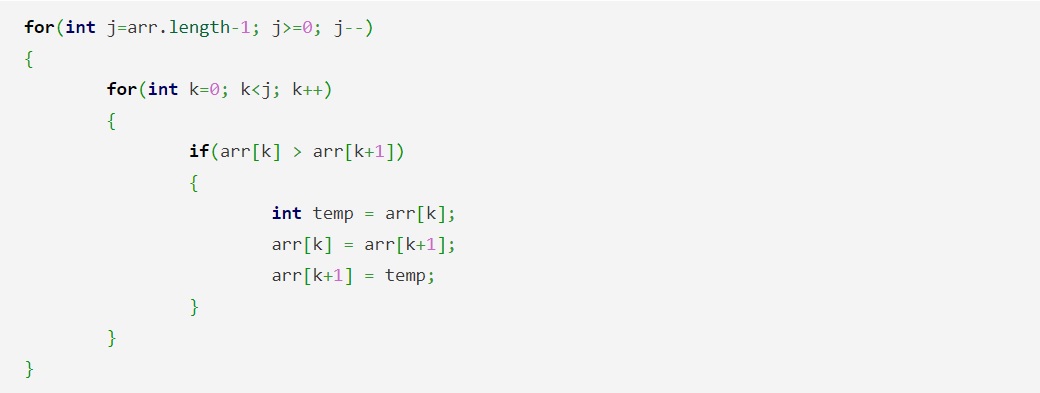 for(int j=arr.length-1; j>=0; j--)
{
        for(int k=0; k<j; k++)
        {
                if(arr[k] > arr[k+1])
                {
                        int temp = arr[k];
                        arr[k] = arr[k+1];
                        arr[k+1] = temp;
                }
        }
}